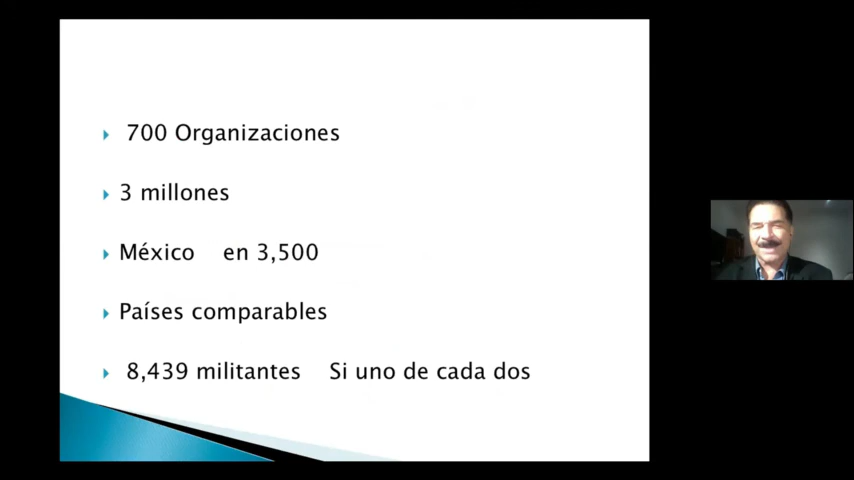 700 Organizaciones
3 millones
México en 3,500
Países comparables
8,439 militantes Si uno de cada dos